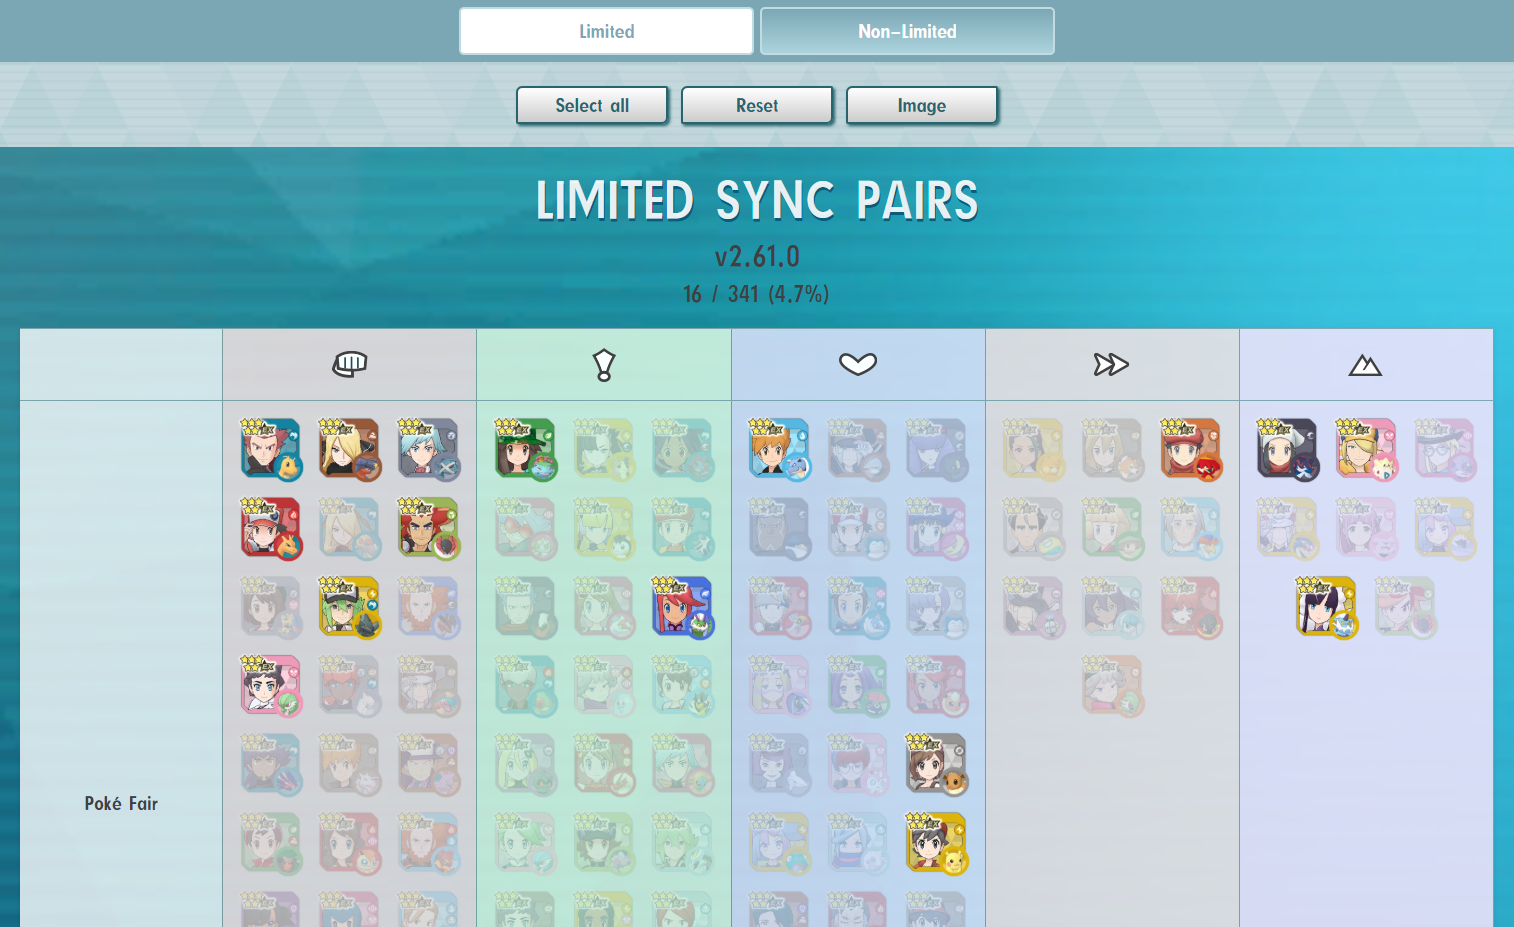 Limited
Non-Limited
Select all
Reset
Image
LIMITED SYNC PAIRS
v2.61.0
16 / 341 (4.7%)
Poké Fair